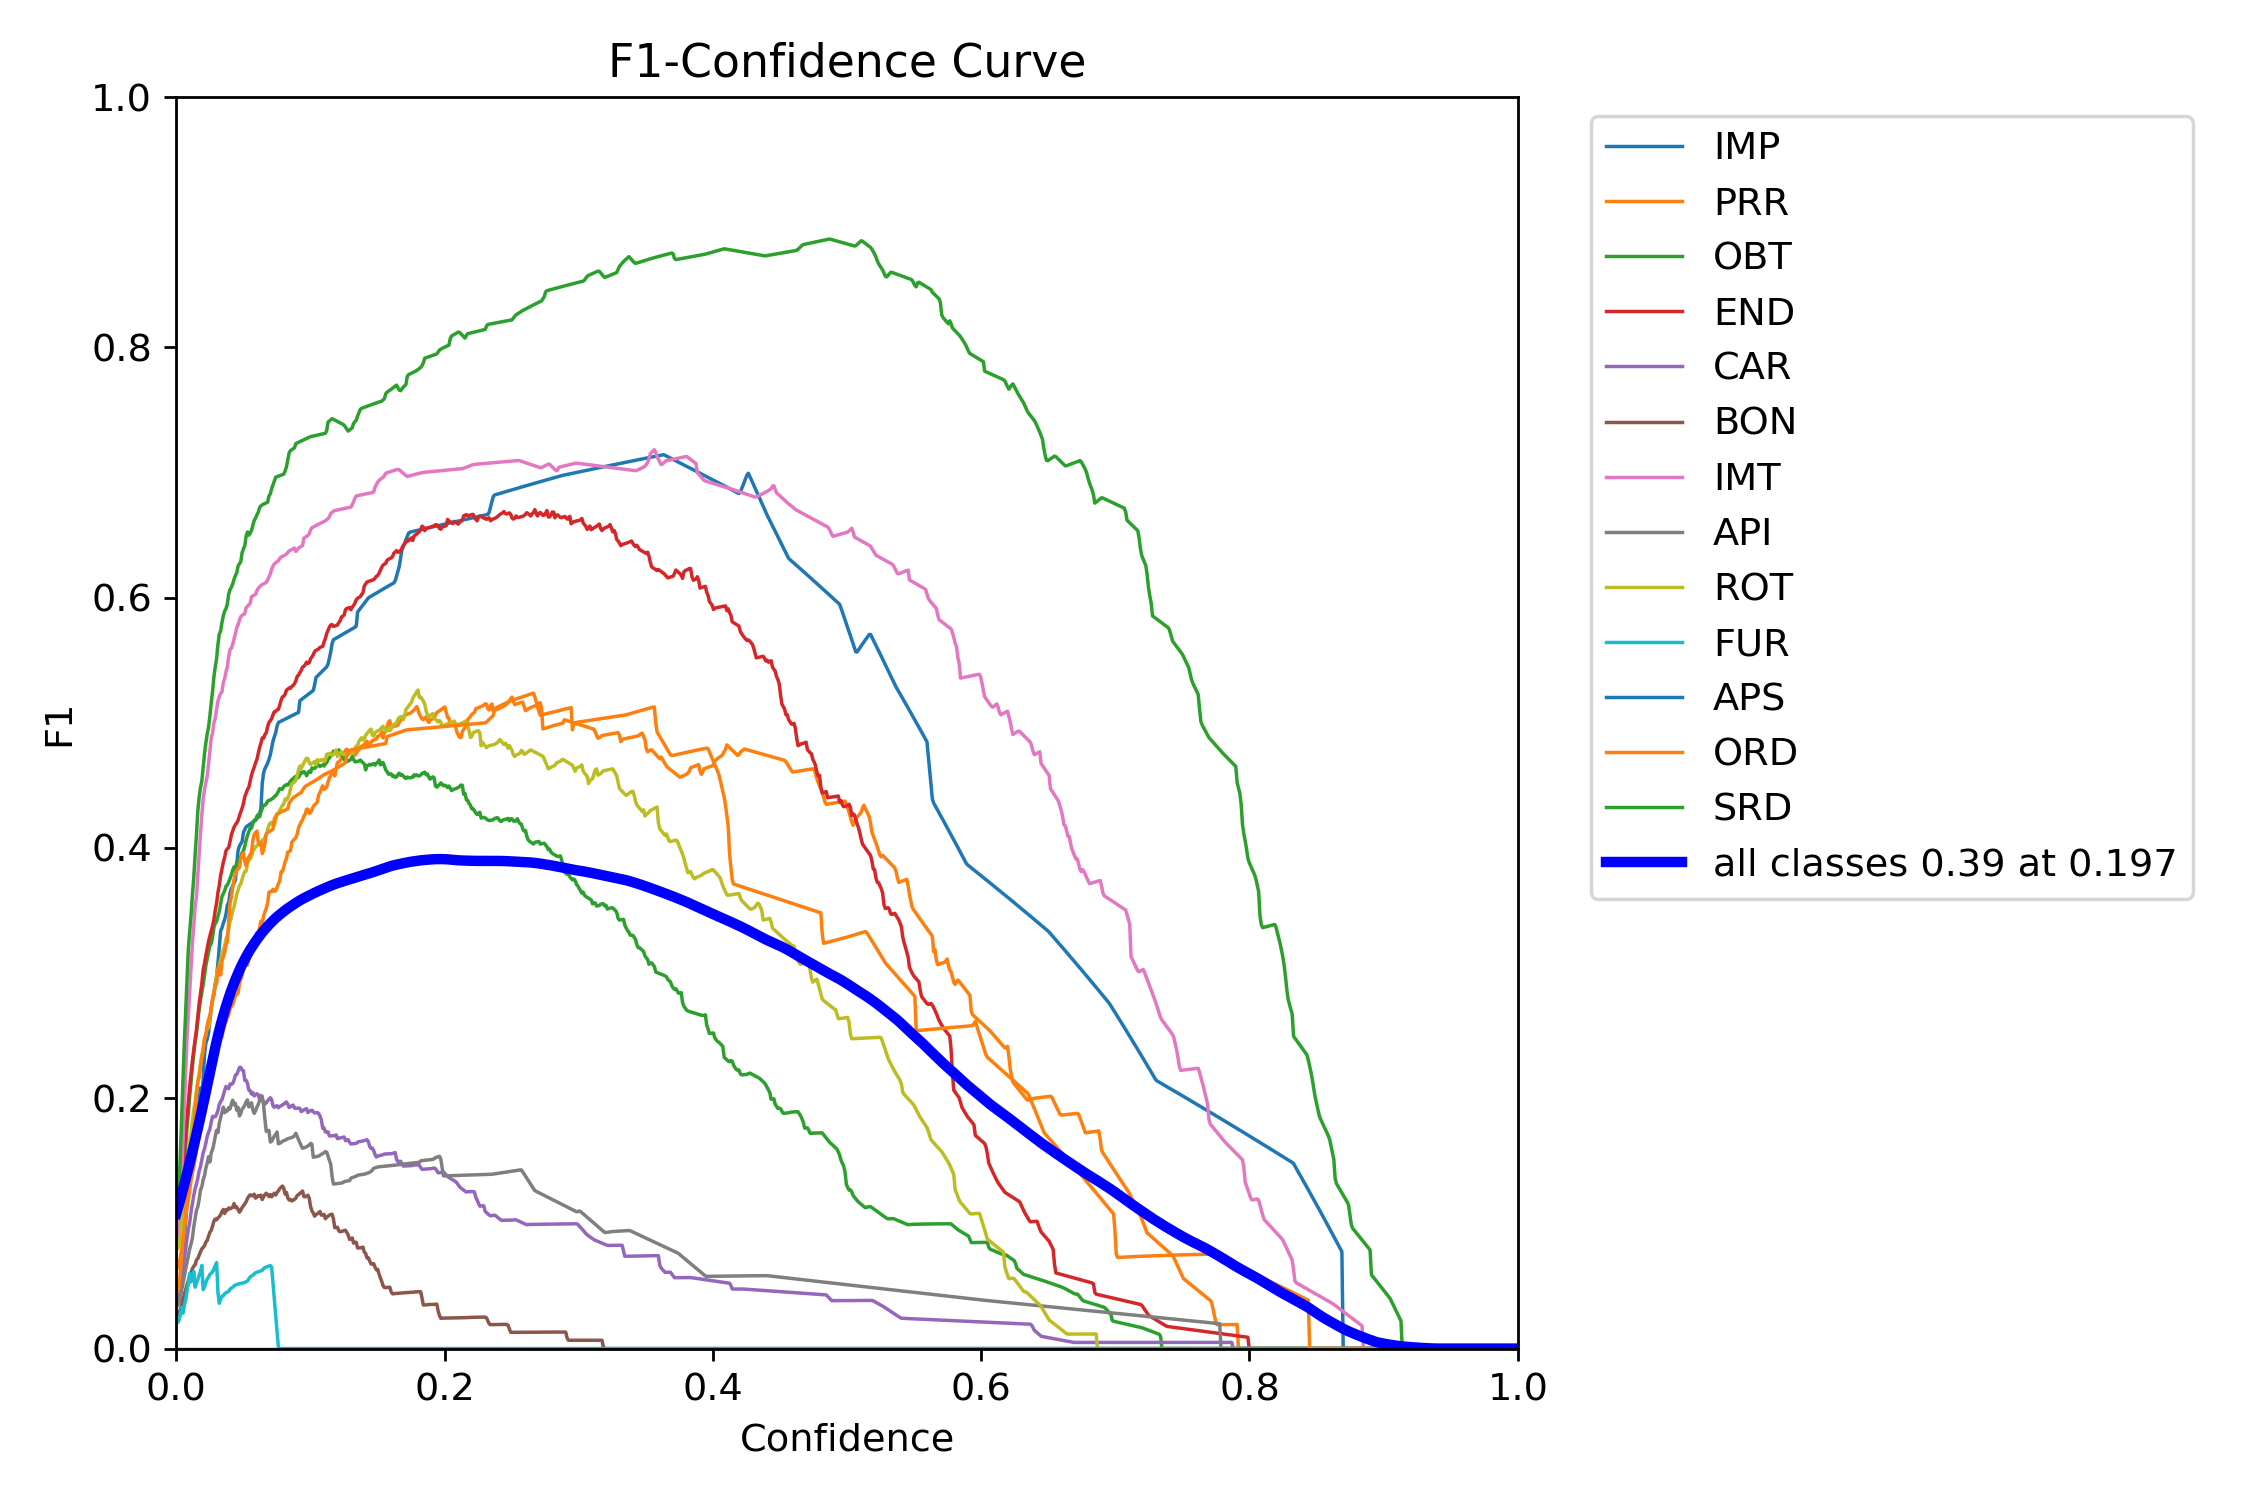 F1-Confidence Curve
1.0
0.8
0.6
0.4
0.2
0.0
F1
0.0 0.2 0.4 0.6 0.8 1.0
Confidence
IMP
PRR
OBT
END
CAR
BON
IMT
API
ROT
FUR
APS
ORD
SRD
all classes 0.39 at 0.197